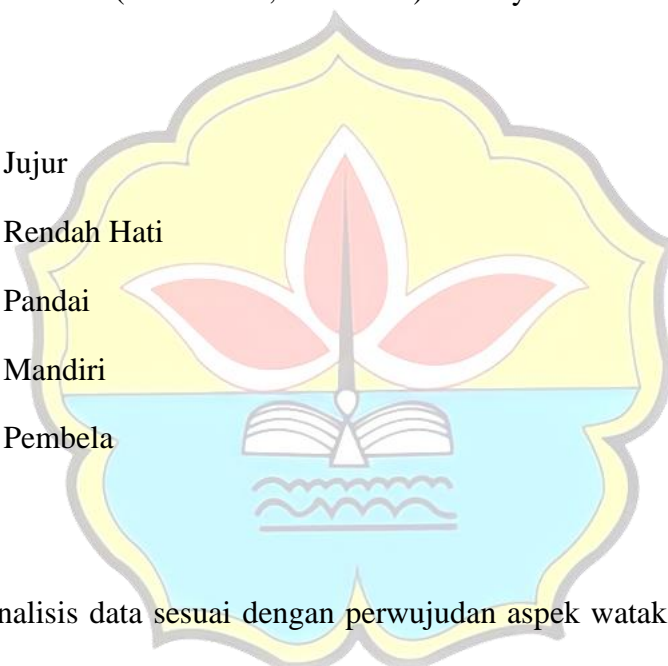 Jujur
Rendah Hati
Pandai
Mandiri
Pembela
nalisis data sesuai dengan perwujudan aspek watak